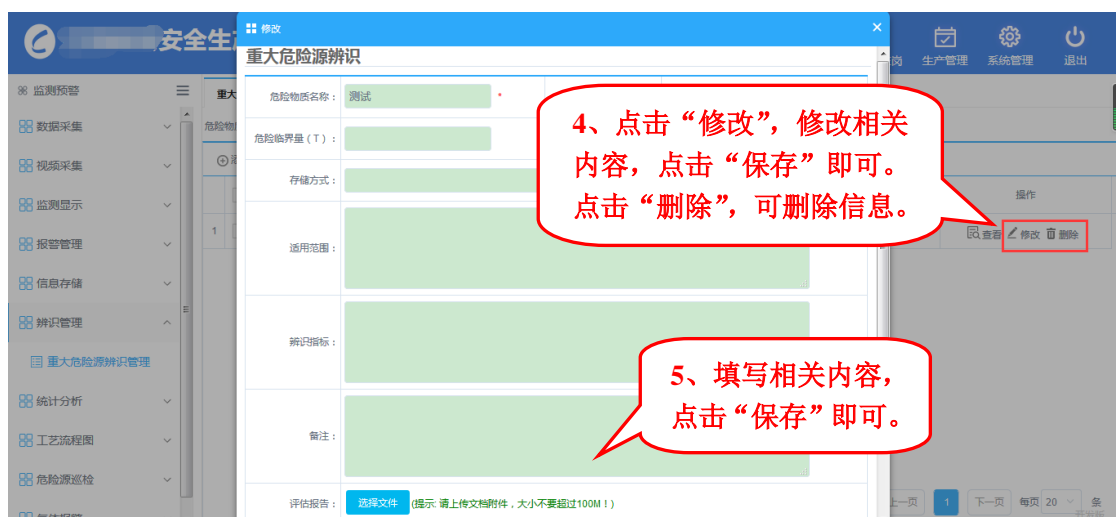 安全生
修改
×
岗
生产管理
系统管理
退出
监测预警
重大
重大危险源辨识
数据采集
危险物
危险物质名称：
测试
*
视频采集
危险临界量（T）：
监测显示
存储方式：
操作
报警管理
1
适用范围：
查看
修改
删除
信息存储
辨识管理
辨识指标：
重大危险源辨识管理
统计分析
工艺流程图
备注：
危险源巡检
评估报告：
选择文件
(提示: 请上传文档附件，大小不要超过100M！)
上一页
1
下一页
每页
20
条
4、点击“修改”，修改相关
内容，点击“保存”即可。
点击“删除”，可删除信息。
5、填写相关内容，
点击“保存”即可。